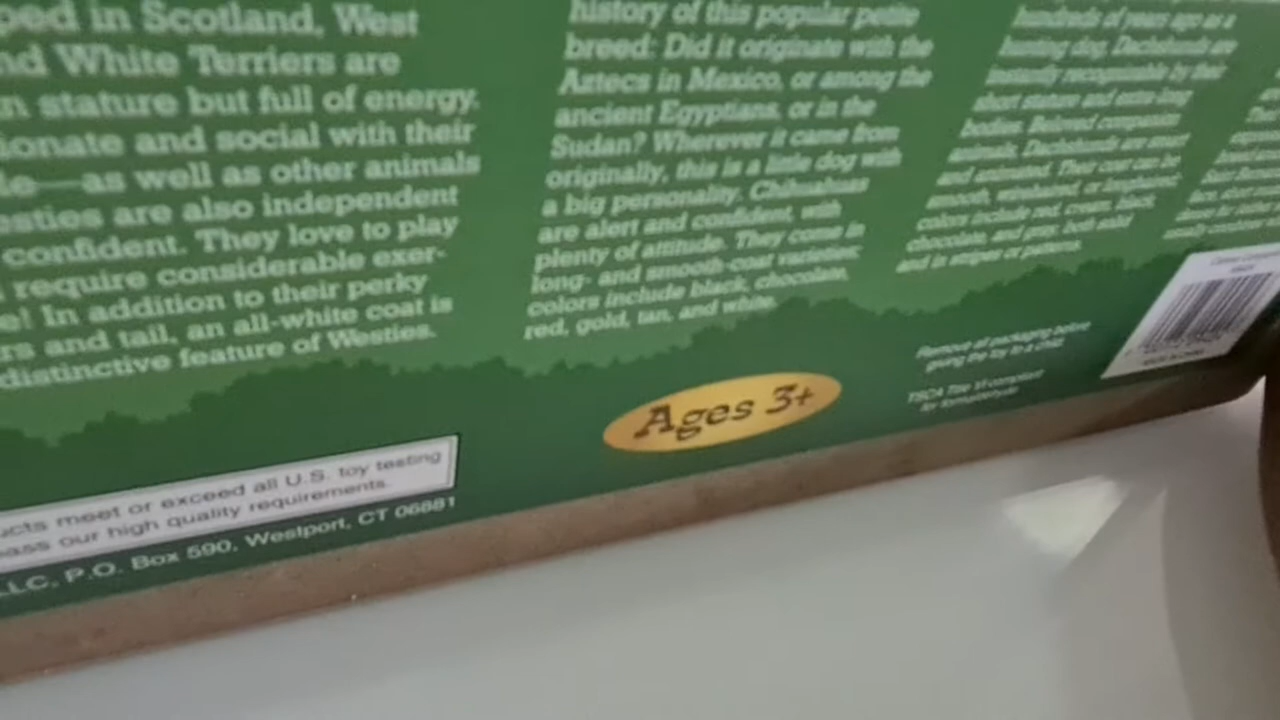 ped in Scotland, West
nd White Terriers are
n stature but full of energy.
ionate and social with their
le—as well as other animals
esties are also independent
confident. They love to play
require considerable exer-
e! In addition to their perky
rs and tail, an all-white coat is
distinctive feature of Westies.
history of this popular petite
breed: Did it originate with the
Aztecs in Mexico, or among the
ancient Egyptians, or in the
Sudan? Wherever it came from
originally, this is a little dog with
a big personality. Chihuahuas
are alert and confident, with
plenty of attitude. They come in
long- and smooth-coat varieties.
colors include black, chocolate,
red, gold, tan, and white.
hundreds of years ago as a
hunting dog, Dachshunds are
instantly recognizable by their
short stature and extra-long
bodies. Beloved companion
animals, Dachshunds are smart
and animated. Their coat can be
smooth, wirehaired, or longhaired;
colors include red, cream, black,
chocolate, and gray, both solid
and in stripes or patterns.
Remove all packaging before
giving the toy to a child.
TSCA Title VI compliant
for formaldehyde
Ages 3+
ucts meet or exceed all U.S. toy testing
pass our high quality requirements.
LLC, P.O. Box 590, Westport, CT 06881